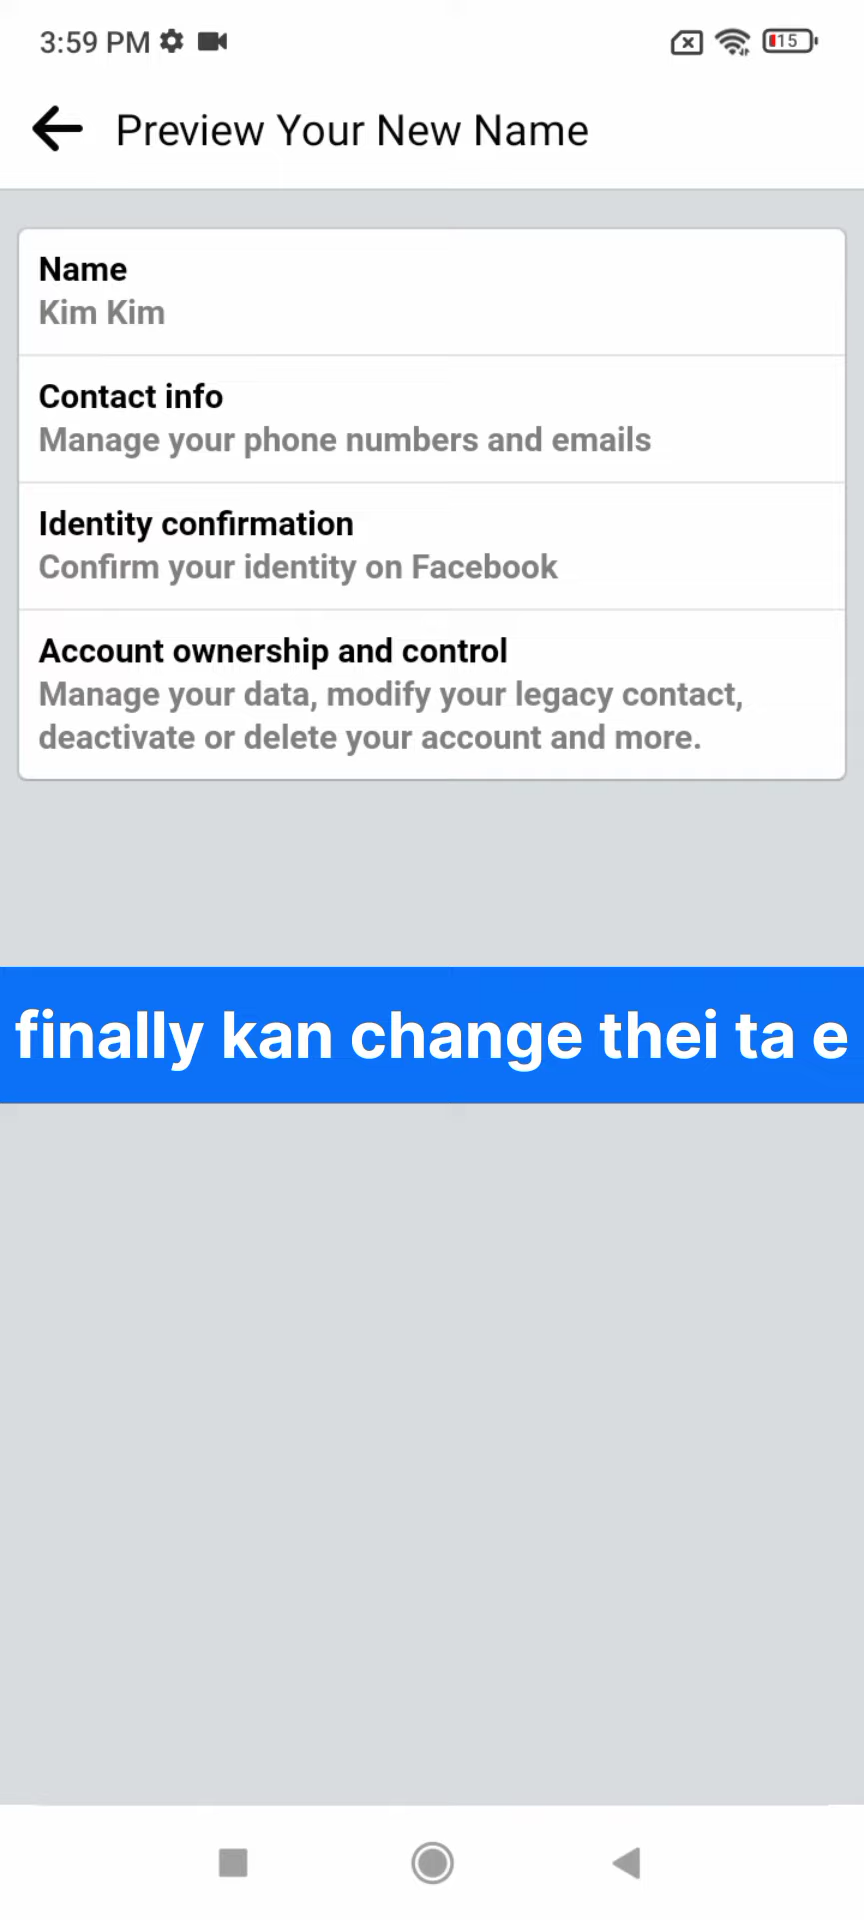 3:59 PM
15
Preview Your New Name
Name
Kim Kim
Contact info
Manage your phone numbers and emails
Identity confirmation
Confirm your identity on Facebook
Account ownership and control
Manage your data, modify your legacy contact,
deactivate or delete your account and more.
finally kan change thei ta e